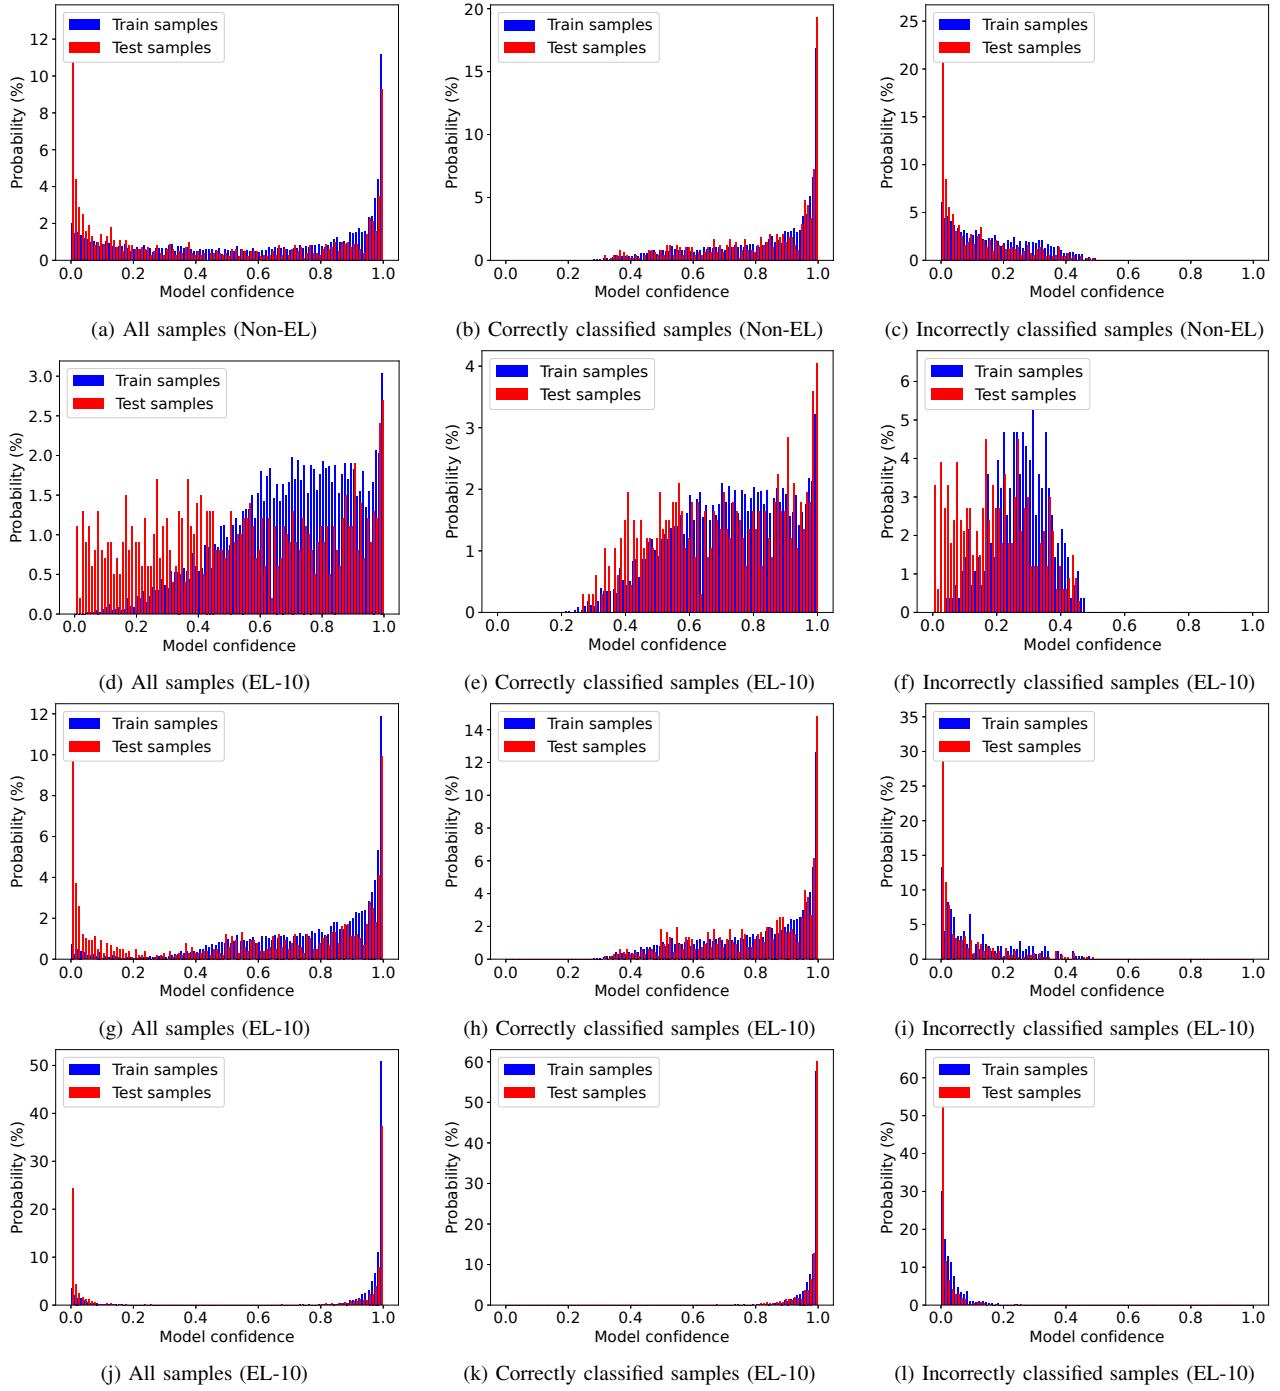 Train samples
Test samples
Probability (%)
0
2
4
6
8
10
12
0.0 0.2 0.4 0.6 0.8 1.0
Model confidence
(a) All samples (Non-EL)
Train samples
Test samples
Probability (%)
0
5
10
15
20
0.0 0.2 0.4 0.6 0.8 1.0
Model confidence
(b) Correctly classified samples (Non-EL)
Train samples
Test samples
Probability (%)
0
5
10
15
20
25
0.0 0.2 0.4 0.6 0.8 1.0
Model confidence
(c) Incorrectly classified samples (Non-EL)
Train samples
Test samples
Probability (%)
0.0
0.5
1.0
1.5
2.0
2.5
3.0
0.0 0.2 0.4 0.6 0.8 1.0
Model confidence
(d) All samples (EL-10)
Train samples
Test samples
Probability (%)
0
1
2
3
4
0.0 0.2 0.4 0.6 0.8 1.0
Model confidence
(e) Correctly classified samples (EL-10)
Train samples
Test samples
Probability (%)
0
1
2
3
4
5
6
0.0 0.2 0.4 0.6 0.8 1.0
Model confidence
(f) Incorrectly classified samples (EL-10)
Train samples
Test samples
Probability (%)
0
2
4
6
8
10
12
0.0 0.2 0.4 0.6 0.8 1.0
Model confidence
(g) All samples (EL-10)
Train samples
Test samples
Probability (%)
0
2
4
6
8
10
12
14
0.0 0.2 0.4 0.6 0.8 1.0
Model confidence
(h) Correctly classified samples (EL-10)
Train samples
Test samples
Probability (%)
0
5
10
15
20
25
30
35
0.0 0.2 0.4 0.6 0.8 1.0
Model confidence
(i) Incorrectly classified samples (EL-10)
Train samples
Test samples
Probability (%)
0
10
20
30
40
50
0.0 0.2 0.4 0.6 0.8 1.0
Model confidence
(j) All samples (EL-10)
Train samples
Test samples
Probability (%)
0
10
20
30
40
50
60
0.0 0.2 0.4 0.6 0.8 1.0
Model confidence
(k) Correctly classified samples (EL-10)
Train samples
Test samples
Probability (%)
0
10
20
30
40
50
60
0.0 0.2 0.4 0.6 0.8 1.0
Model confidence
(l) Incorrectly classified samples (EL-10)